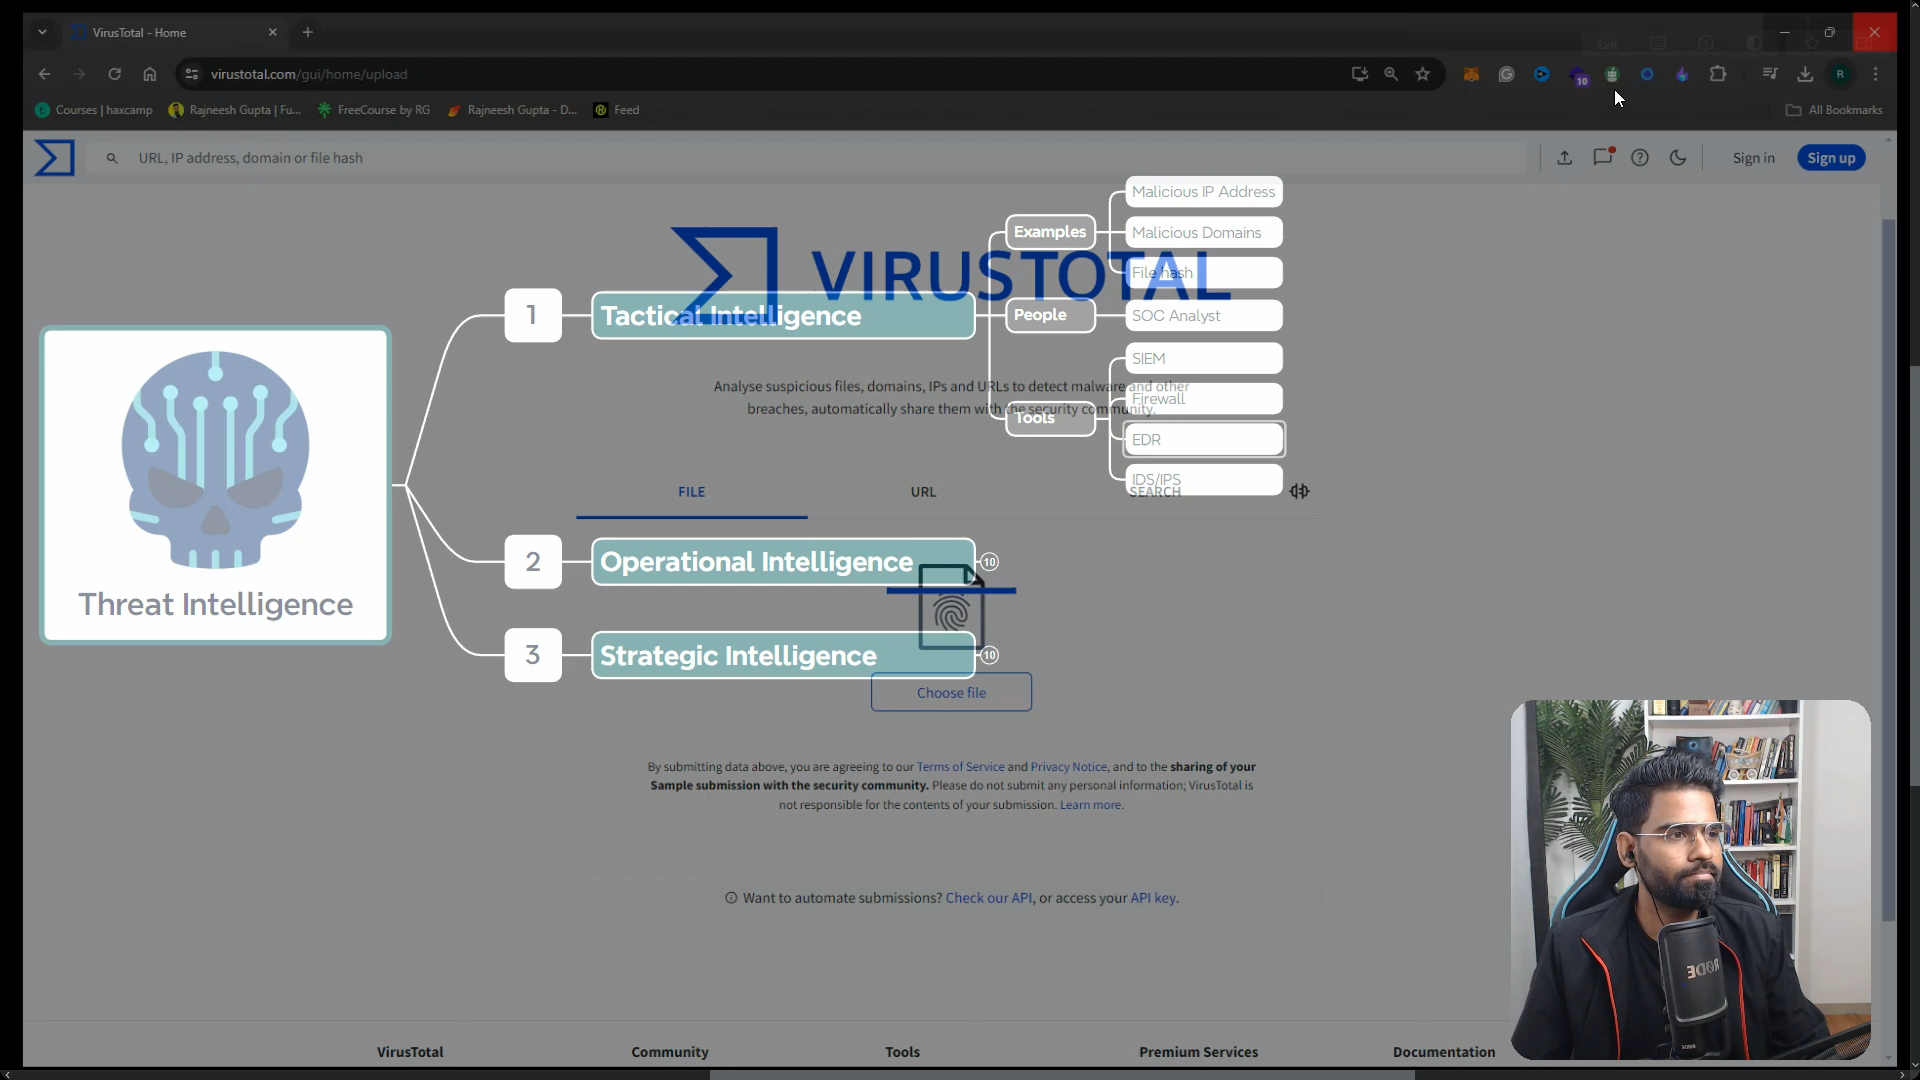 VirusTotal - Home
Exit
virustotal.com/gui/home/upload
10
R
Courses | haxcamp
Rajneesh Gupta | Fu...
FreeCourse by RG
Rajneesh Gupta - D...
Feed
All Bookmarks
URL, IP address, domain or file hash
Sign in
Sign up
VIRUSTOTAL
Analyse suspicious files, domains, IPs and URLs to detect malware and other
breaches, automatically share them with the security community.
FILE
URL
SEARCH
Choose file
By submitting data above, you are agreeing to our Terms of Service and Privacy Notice, and to the sharing of your
Sample submission with the security community. Please do not submit any personal information; VirusTotal is
not responsible for the contents of your submission. Learn more.
Want to automate submissions? Check our API, or access your API key.
VirusTotal
Community
Tools
Premium Services
Documentation
Threat Intelligence
1
Tactical Intelligence
Examples
Malicious IP Address
Malicious Domains
File hash
People
SOC Analyst
Tools
SIEM
Firewall
EDR
IDS/IPS
2
Operational Intelligence
10
3
Strategic Intelligence
10
RODE